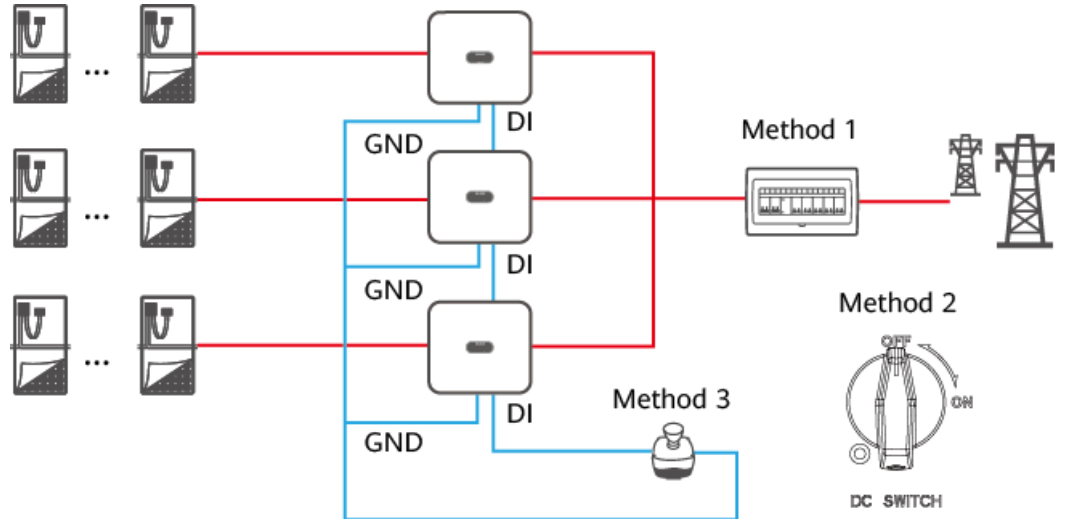 ...
DI
GND
Method 1
...
DI
GND
Method 2
OFF
ON
...
Method 3
DI
GND
DC SWITCH